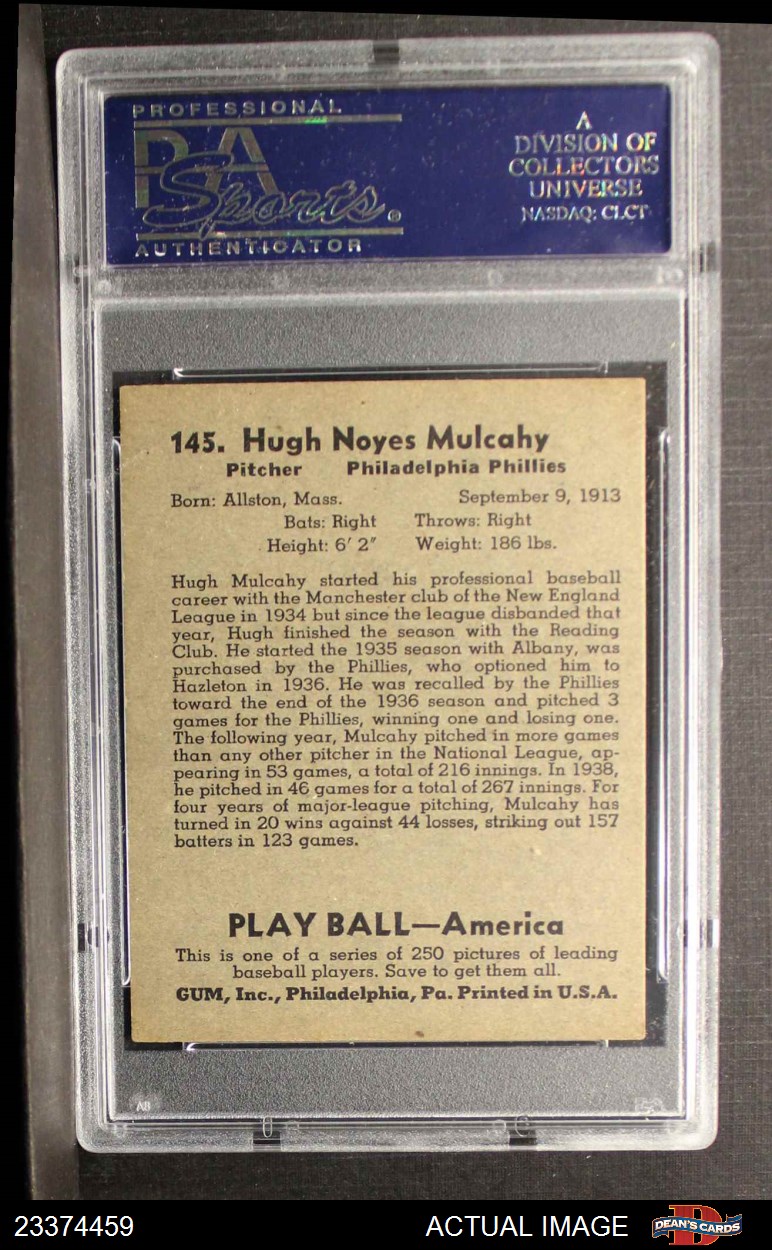 PROFESSIONAL
PSA
Sports
AUTHENTICATOR
A
DIVISION OF
COLLECTORS
UNIVERSE
NASDAQ: CLCT
145. Hugh Noyes Mulcahy
Pitcher Philadelphia Phillies
Born: Allston, Mass. September 9, 1913
Bats: Right Throws: Right
Height: 6' 2" Weight: 186 lbs.
Hugh Mulcahy started his professional baseball
career with the Manchester club of the New England
League in 1934 but since the league disbanded that
year, Hugh finished the season with the Reading
Club. He started the 1935 season with Albany, was
purchased by the Phillies, who optioned him to
Hazleton in 1936. He was recalled by the Phillies
toward the end of the 1936 season and pitched 3
games for the Phillies, winning one and losing one.
The following year, Mulcahy pitched in more games
than any other pitcher in the National League, ap-
pearing in 53 games, a total of 216 innings. In 1938,
he pitched in 46 games for a total of 267 innings. For
four years of major-league pitching, Mulcahy has
turned in 20 wins against 44 losses, striking out 157
batters in 123 games.
PLAY BALL—America
This is one of a series of 250 pictures of leading
baseball players. Save to get them all.
GUM, Inc., Philadelphia, Pa. Printed in U.S.A.
23374459
ACTUAL IMAGE
DEAN'S CARDS